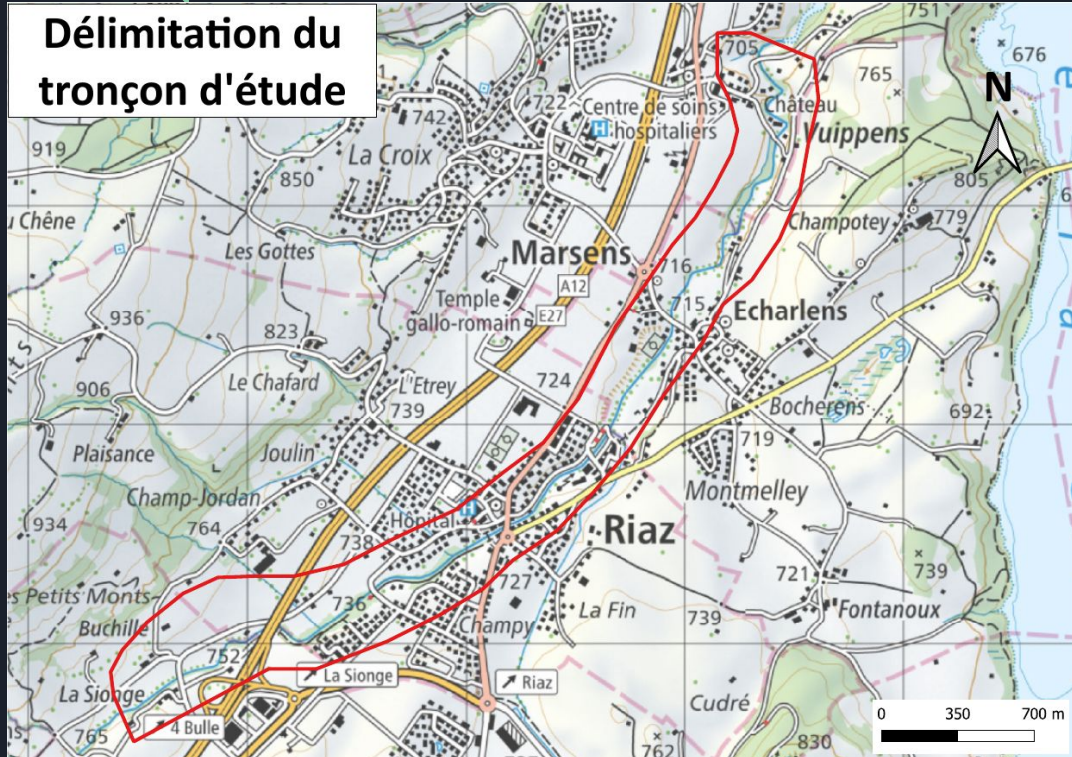 Délimitation du
tronçon d'étude
751
676
705
765
N
722
Centre de soins
hospitaliers
H
Château
Vuippens
742
919
La Croix
850
805
779
Champotey
Les Gottes
Marsens
716
A12
Temple
gallo-romain
E27
715
Echarlens
936
823
724
L'Etrey
Le Chafard
739
906
Bocherens
692
719
Plaisance
Joulin
Montmelley
Champ-Jordan
764
Hôpital
H
934
738
Riaz
739
721
727
736
La Fin
Fontanoux
739
Buchille
Champy
752
La Sionge
Riaz
La Sionge
Cudré
4 Bulle
765
762
830
0 350 700 m